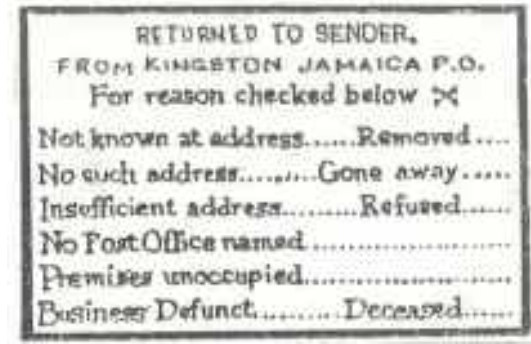 RETURNED TO SENDER.
FROM KINGSTON JAMAICA P.O.
For reason checked below ✂
Not known at address......Removed....
No such address........Gone away.....
Insufficient address.........Refused......
No Post Office named..................
Premises unoccupied.....................
Business Defunct..........Deceased......